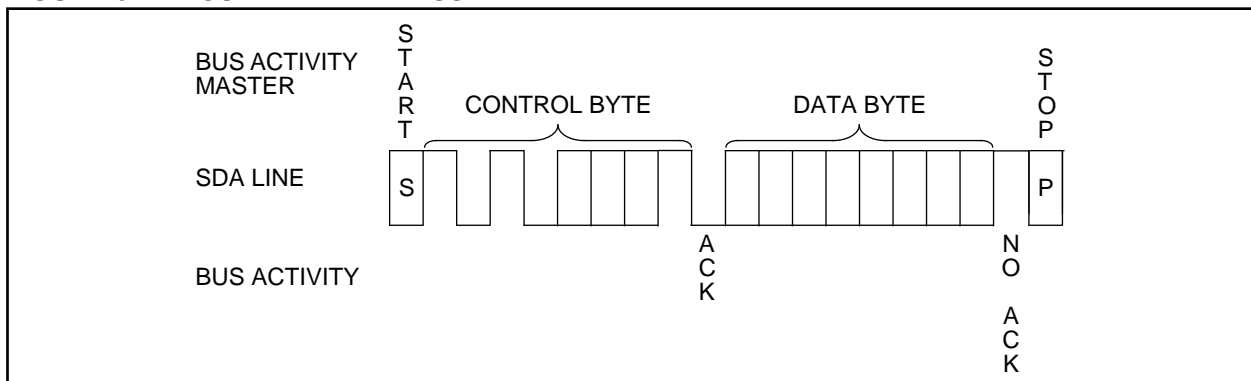 BUS ACTIVITY
MASTER
START
CONTROL BYTE
DATA BYTE
STOP
SDA LINE
S
P
BUS ACTIVITY
ACK
NO ACK